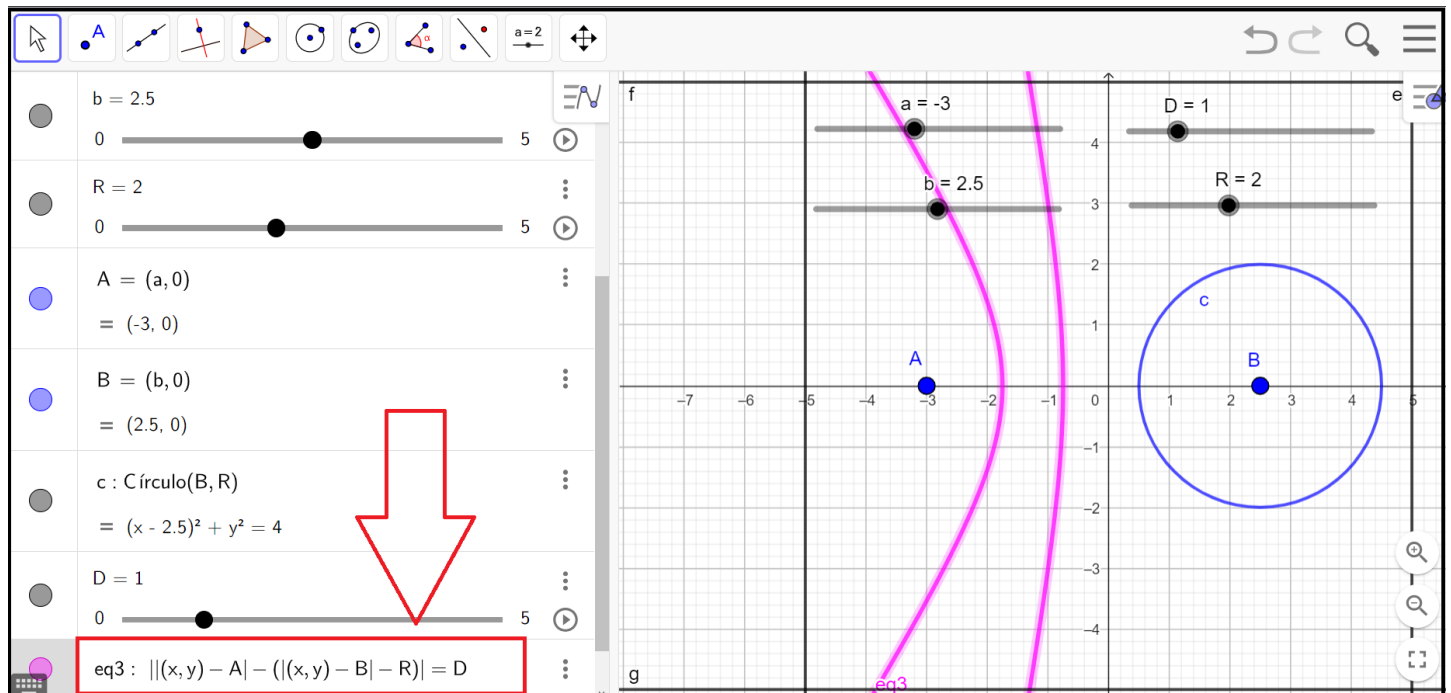 A
α
a = 2
b = 2.5
0 5
R = 2
0 5
A = (a, 0)
= (-3, 0)
B = (b, 0)
= (2.5, 0)
c : Círculo(B, R)
= (x - 2.5)² + y² = 4
D = 1
0 5
eq3 : ||(x, y) − A| − (|(x, y) − B| − R)| = D
f
a = -3
D = 1
e
b = 2.5
R = 2
4
3
2
c
1
A
B
–7 –6 –5 –4 –3 –2 –1 0 1 2 3 4 5
–1
–2
–3
–4
g
eq3